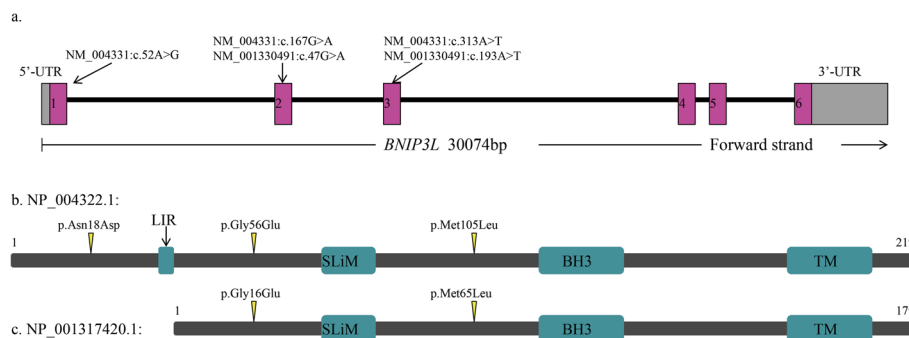 a.
NM_004331:c.52A>G
NM_004331:c.167G>A
NM_001330491:c.47G>A
NM_004331:c.313A>T
NM_001330491:c.193A>T
5’-UTR
3’-UTR
1 2 3 4 5 6
BNIP3L 30074bp Forward strand
b. NP_004322.1:
p.Asn18Asp LIR p.Gly56Glu p.Met105Leu
1
SLiM BH3 TM
p.Gly16Glu p.Met65Leu
1
c. NP_001317420.1:
SLiM BH3 TM